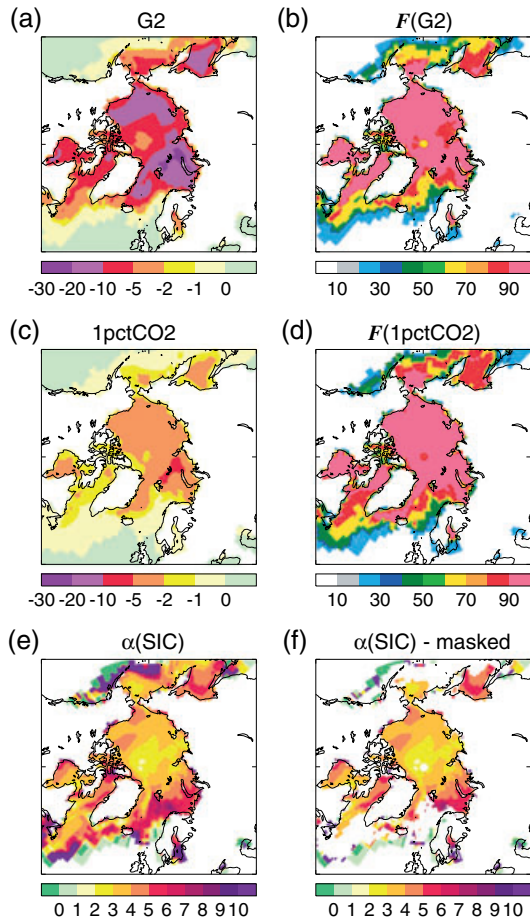 (a) G2
(b) F(G2)
-30 -20 -10 -5 -2 -1 0
10 30 50 70 90
(c) 1pctCO2
(d) F(1pctCO2)
-30 -20 -10 -5 -2 -1 0
10 30 50 70 90
(e) α(SIC)
(f) α(SIC) - masked
0 1 2 3 4 5 6 7 8 9 10
0 1 2 3 4 5 6 7 8 9 10